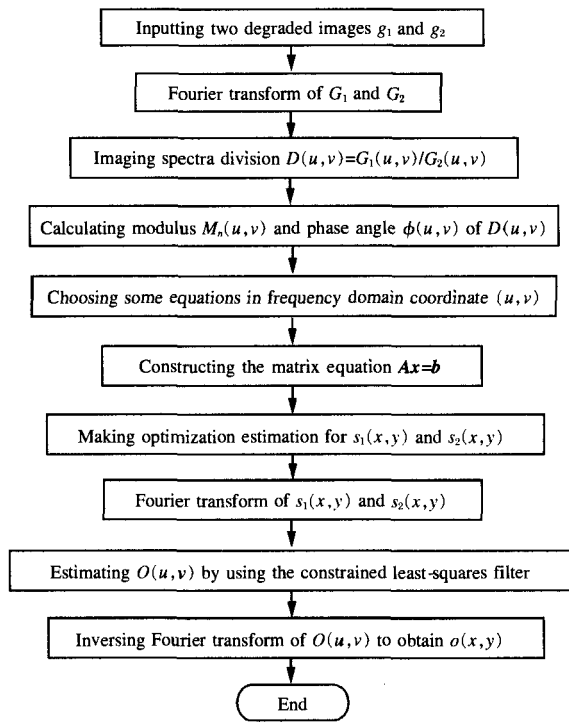 Inputting two degraded images g₁ and g₂
Fourier transform of G₁ and G₂
Imaging spectra division D(u,v)=G₁(u,v)/G₂(u,v)
Calculating modulus Mₙ(u,v) and phase angle ϕ(u,v) of D(u,v)
Choosing some equations in frequency domain coordinate (u,v)
Constructing the matrix equation Ax=b
Making optimization estimation for s₁(x,y) and s₂(x,y)
Fourier transform of s₁(x,y) and s₂(x,y)
Estimating O(u,v) by using the constrained least-squares filter
Inversing Fourier transform of O(u,v) to obtain o(x,y)
End